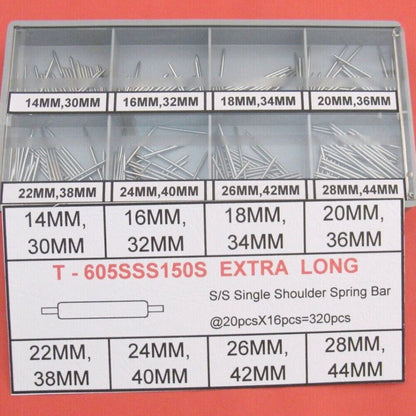 14MM,30MM 16MM,32MM 18MM,34MM 20MM,36MM
22MM,38MM 24MM,40MM 26MM,42MM 28MM,44MM
14MM, 16MM, 18MM, 20MM,
30MM 32MM 34MM 36MM
T - 605SSS150S EXTRA LONG
S/S Single Shoulder Spring Bar
@20pcsX16pcs=320pcs
22MM, 24MM, 26MM, 28MM,
38MM 40MM 42MM 44MM